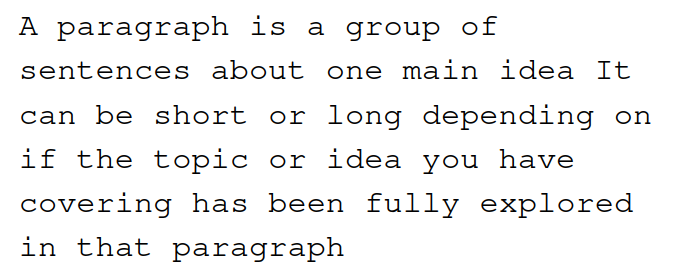 A paragraph is a group of
sentences about one main idea It
can be short or long depending on
if the topic or idea you have
covering has been fully explored
in that paragraph